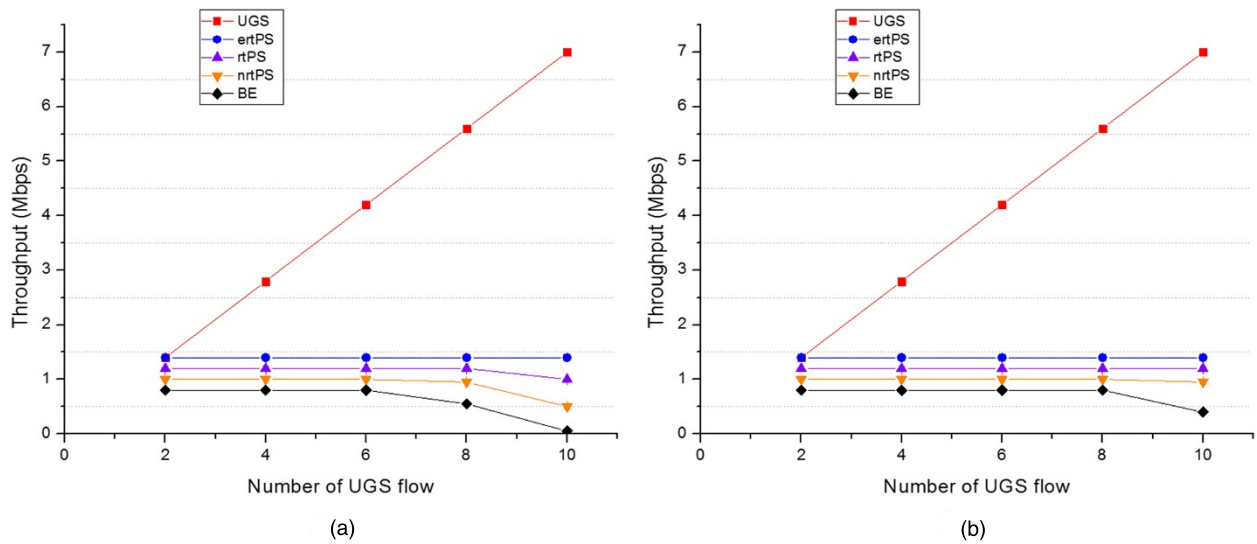 UGS
ertPS
rtPS
nrtPS
BE
7
6
5
4
3
2
1
0
Throughput (Mbps)
0 2 4 6 8 10
Number of UGS flow
(a)
UGS
ertPS
rtPS
nrtPS
BE
7
6
5
4
3
2
1
0
Throughput (Mbps)
0 2 4 6 8 10
Number of UGS flow
(b)